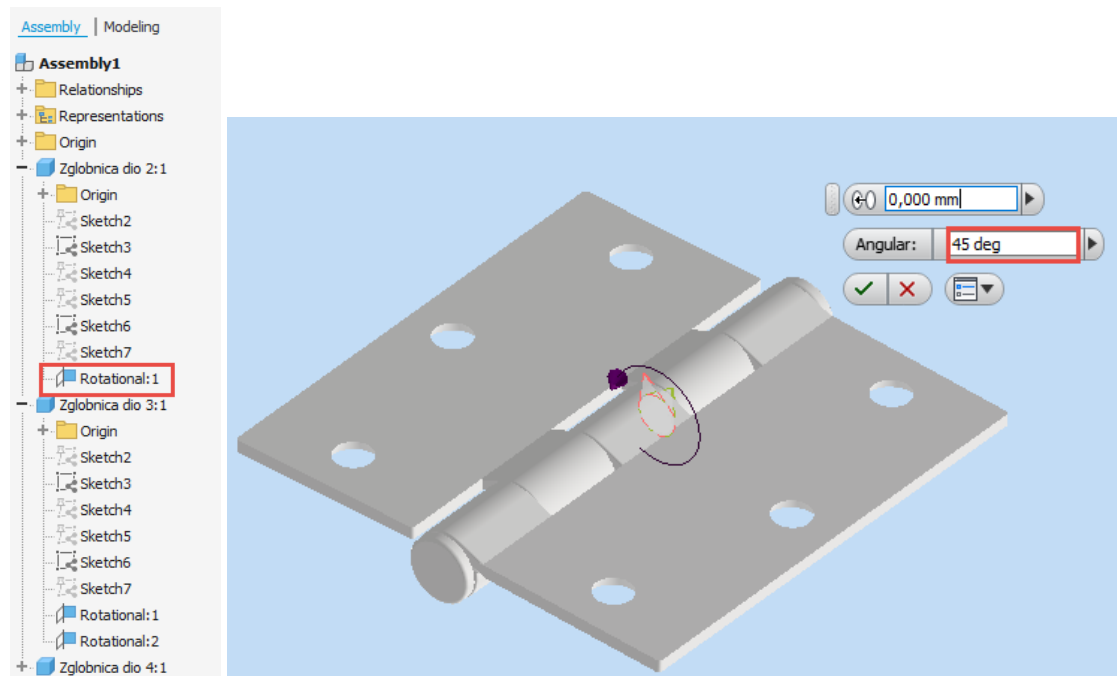 Assembly | Modeling
Assembly1
Relationships
Representations
Origin
Zglobnica dio 2:1
Origin
Sketch2
Sketch3
Sketch4
Sketch5
Sketch6
Sketch7
Rotational:1
Zglobnica dio 3:1
Origin
Sketch2
Sketch3
Sketch4
Sketch5
Sketch6
Sketch7
Rotational:1
Rotational:2
Zglobnica dio 4:1
0,000 mm
Angular: 45 deg